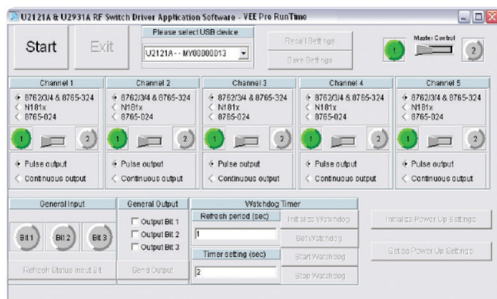 U2121A & U2931A RF Switch Driver Application Software - VEE Pro RunTime
Start
Exit
Please select USB device
U2121A-- MY00000013
Recall Settings
Save Settings
Master Control
1
2
Channel 1
Channel 2
Channel 3
Channel 4
Channel 5
8762/3/4 & 8765-324
8762/3/4 & 8765-324
8762/3/4 & 8765-324
8762/3/4 & 8765-324
8762/3/4 & 8765-324
N181x
N181x
N181x
N181x
N181x
8765-024
8765-024
8765-024
8765-024
8765-024
1 2
1 2
1 2
1 2
1 2
Pulse output
Pulse output
Pulse output
Pulse output
Pulse output
Continuous output
Continuous output
Continuous output
Continuous output
Continuous output
General Input
Bit 1
Bit 2
Bit 3
Refresh Status Input Bit
General Output
Output Bit 1
Output Bit 2
Output Bit 3
Send Output
Watchdog Timer
Refresh period (sec)
1
Timer setting (sec)
2
Initialize Watchdog
Set Watchdog
Start Watchdog
Stop Watchdog
Initialize Power Up Settings
Set as Power Up Settings